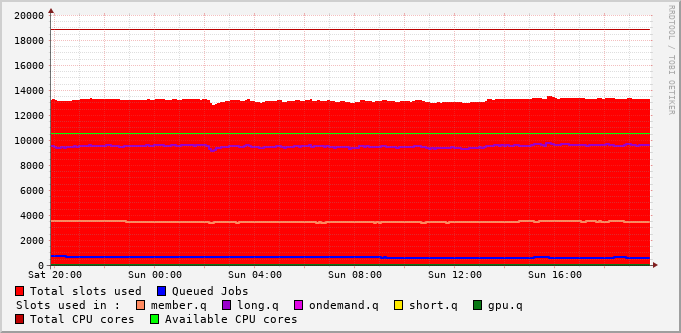 20000
18000
16000
14000
12000
10000
8000
6000
4000
2000
0
Sat 20:00 Sun 00:00 Sun 04:00 Sun 08:00 Sun 12:00 Sun 16:00
RRDTOOL / TOBI OETIKER
Total slots used Queued Jobs
Slots used in : member.q long.q ondemand.q short.q gpu.q
Total CPU cores Available CPU cores